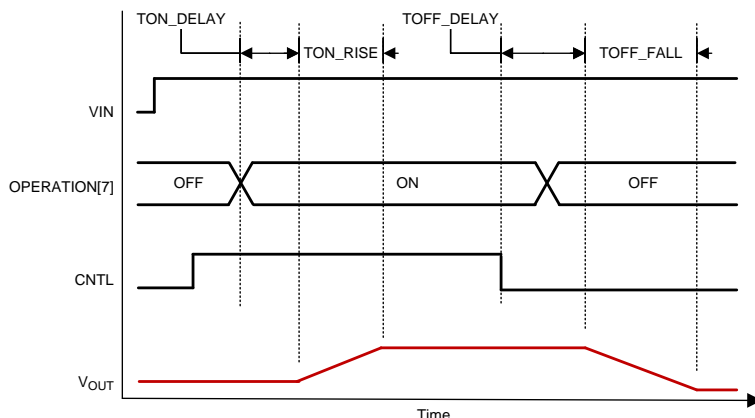 TON_DELAY
TOFF_DELAY
TON_RISE
TOFF_FALL
VIN
OPERATION[7]
OFF
ON
OFF
CNTL
VOUT
Time